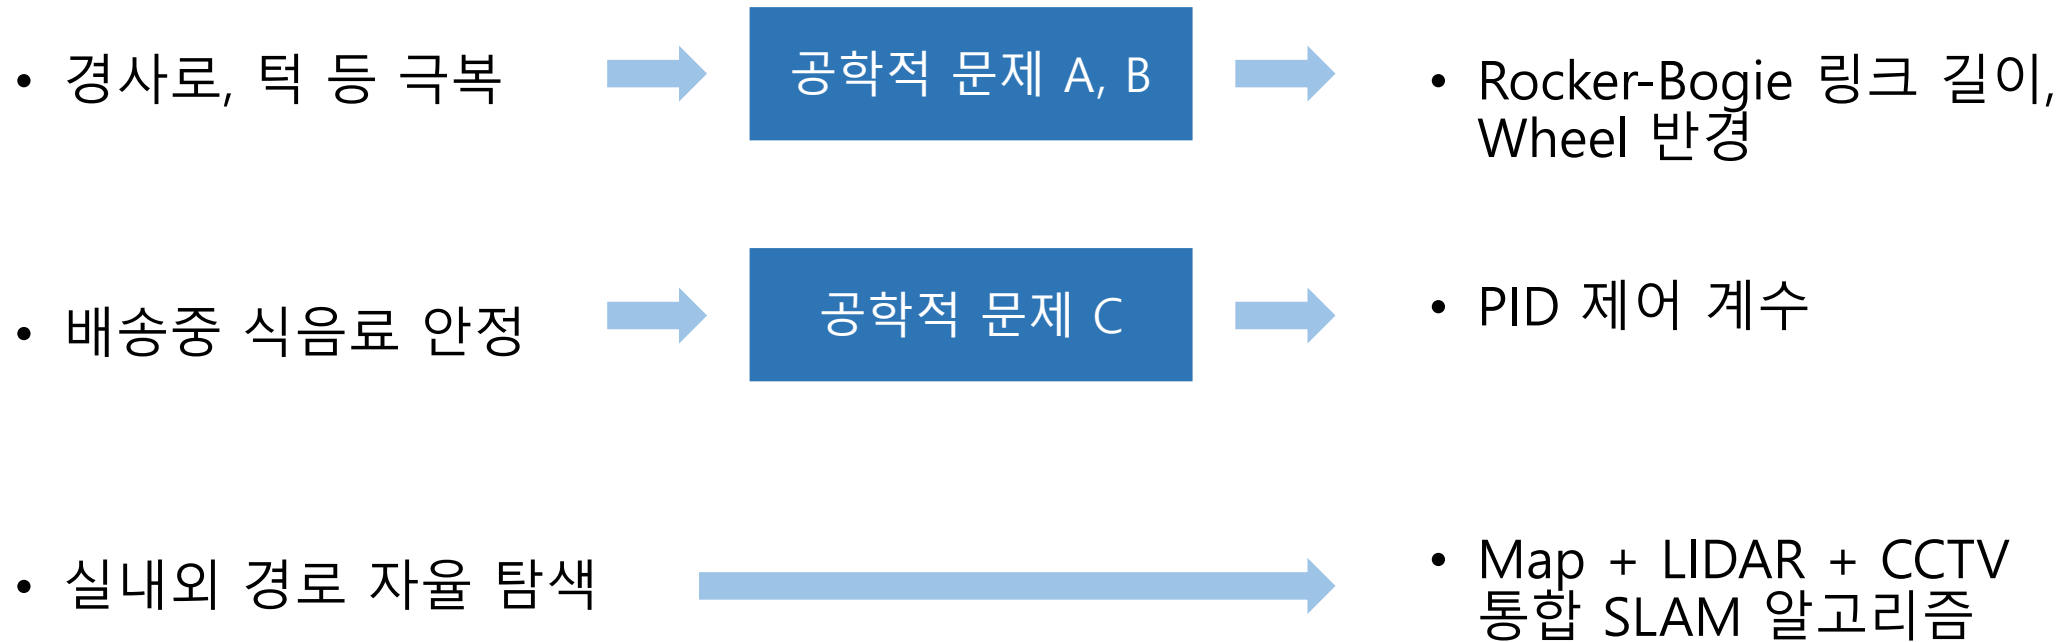 • 경사로, 턱 등 극복
공학적 문제 A, B
• Rocker-Bogie 링크 길이,
Wheel 반경
• 배송중 식음료 안정
공학적 문제 C
• PID 제어 계수
• 실내외 경로 자율 탐색
• Map + LIDAR + CCTV
통합 SLAM 알고리즘